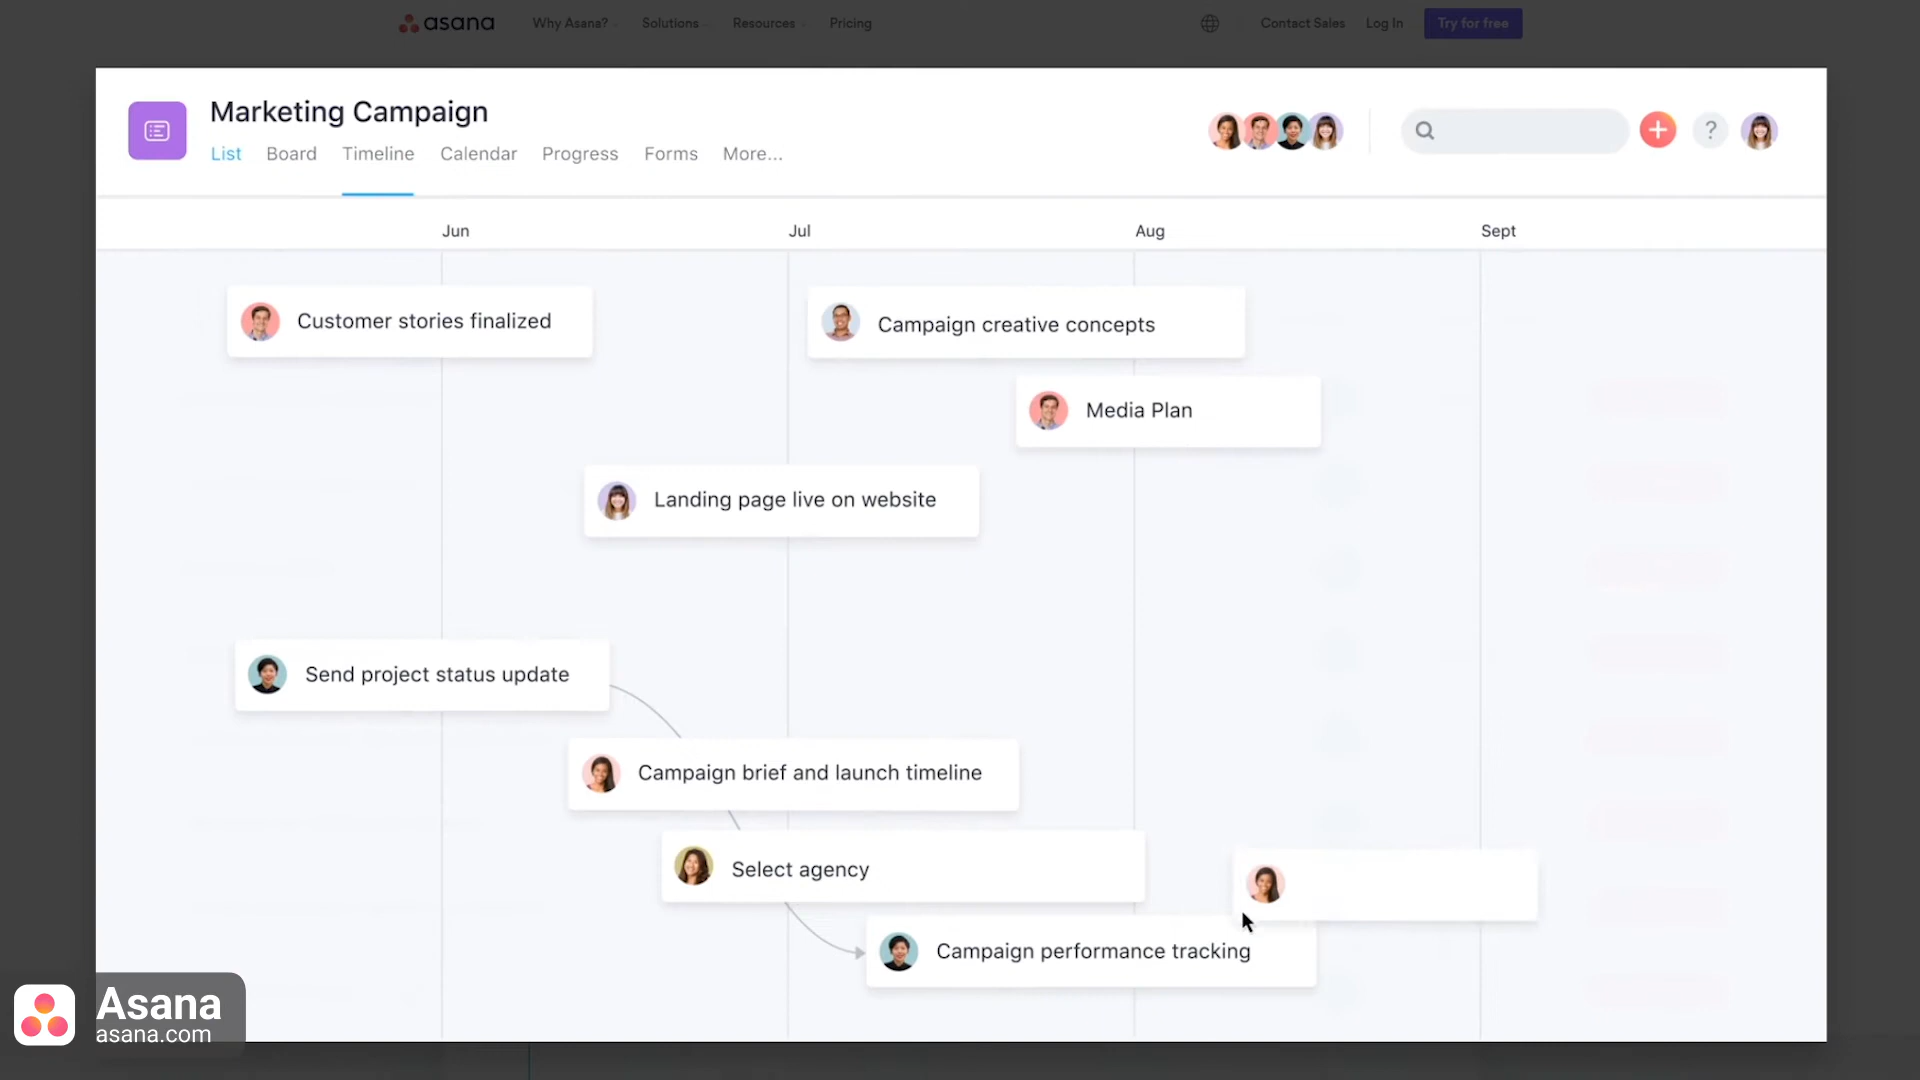 asana Why Asana? Solutions Resources Pricing Contact Sales Log In Try for free
Marketing Campaign
List Board Timeline Calendar Progress Forms More...
?
Jun Jul Aug Sept
Customer stories finalized
Campaign creative concepts
Media Plan
Landing page live on website
Send project status update
Campaign brief and launch timeline
Select agency
Campaign performance tracking
Asana
asana.com